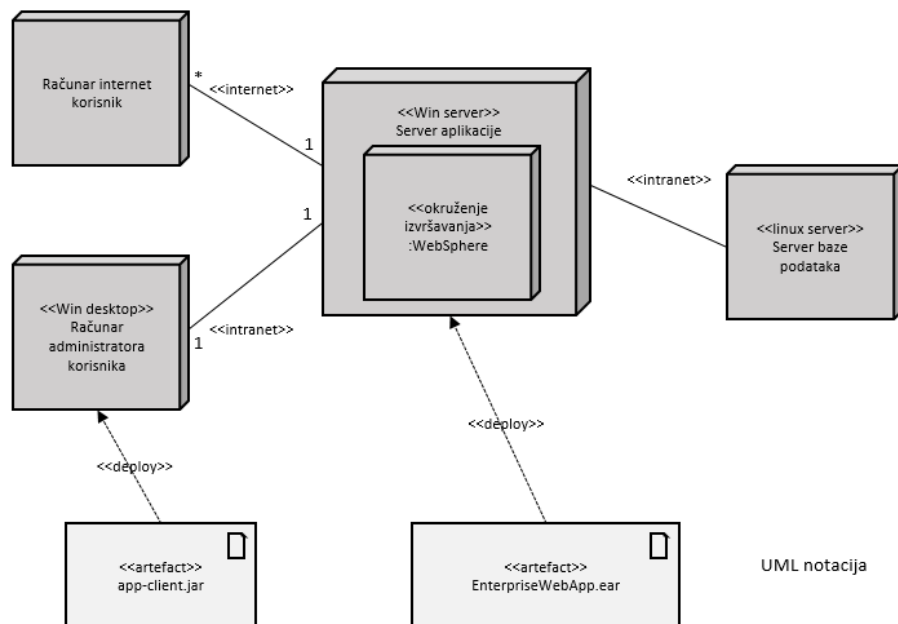 Računar internet
korisnik
*
<<internet>>
1
<<Win server>>
Server aplikacije
<<okruženje
izvršavanja>>
:WebSphere
<<intranet>>
<<linux server>>
Server baze
podataka
1
<<Win desktop>>
Računar
administratora
korisnika
<<intranet>>
1
<<deploy>>
<<deploy>>
<<artefact>>
app-client.jar
<<artefact>>
EnterpriseWebApp.ear
UML notacija